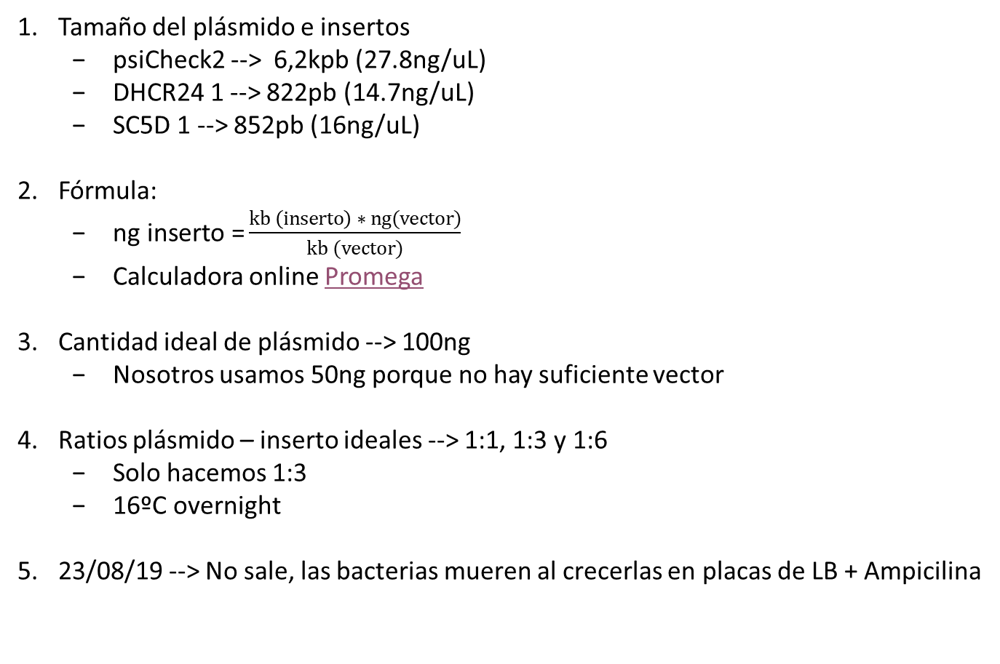 1. Tamaño del plásmido e insertos
– psiCheck2 --> 6,2kpb (27.8ng/uL)
– DHCR24 1 --> 822pb (14.7ng/uL)
– SC5D 1 --> 852pb (16ng/uL)
2. Fórmula:
– ng inserto = kb (inserto) ∗ ng(vector)
kb (vector)
– Calculadora online Promega
3. Cantidad ideal de plásmido --> 100ng
– Nosotros usamos 50ng porque no hay suficiente vector
4. Ratios plásmido – inserto ideales --> 1:1, 1:3 y 1:6
– Solo hacemos 1:3
– 16ºC overnight
5. 23/08/19 --> No sale, las bacterias mueren al crecerlas en placas de LB + Ampicilina